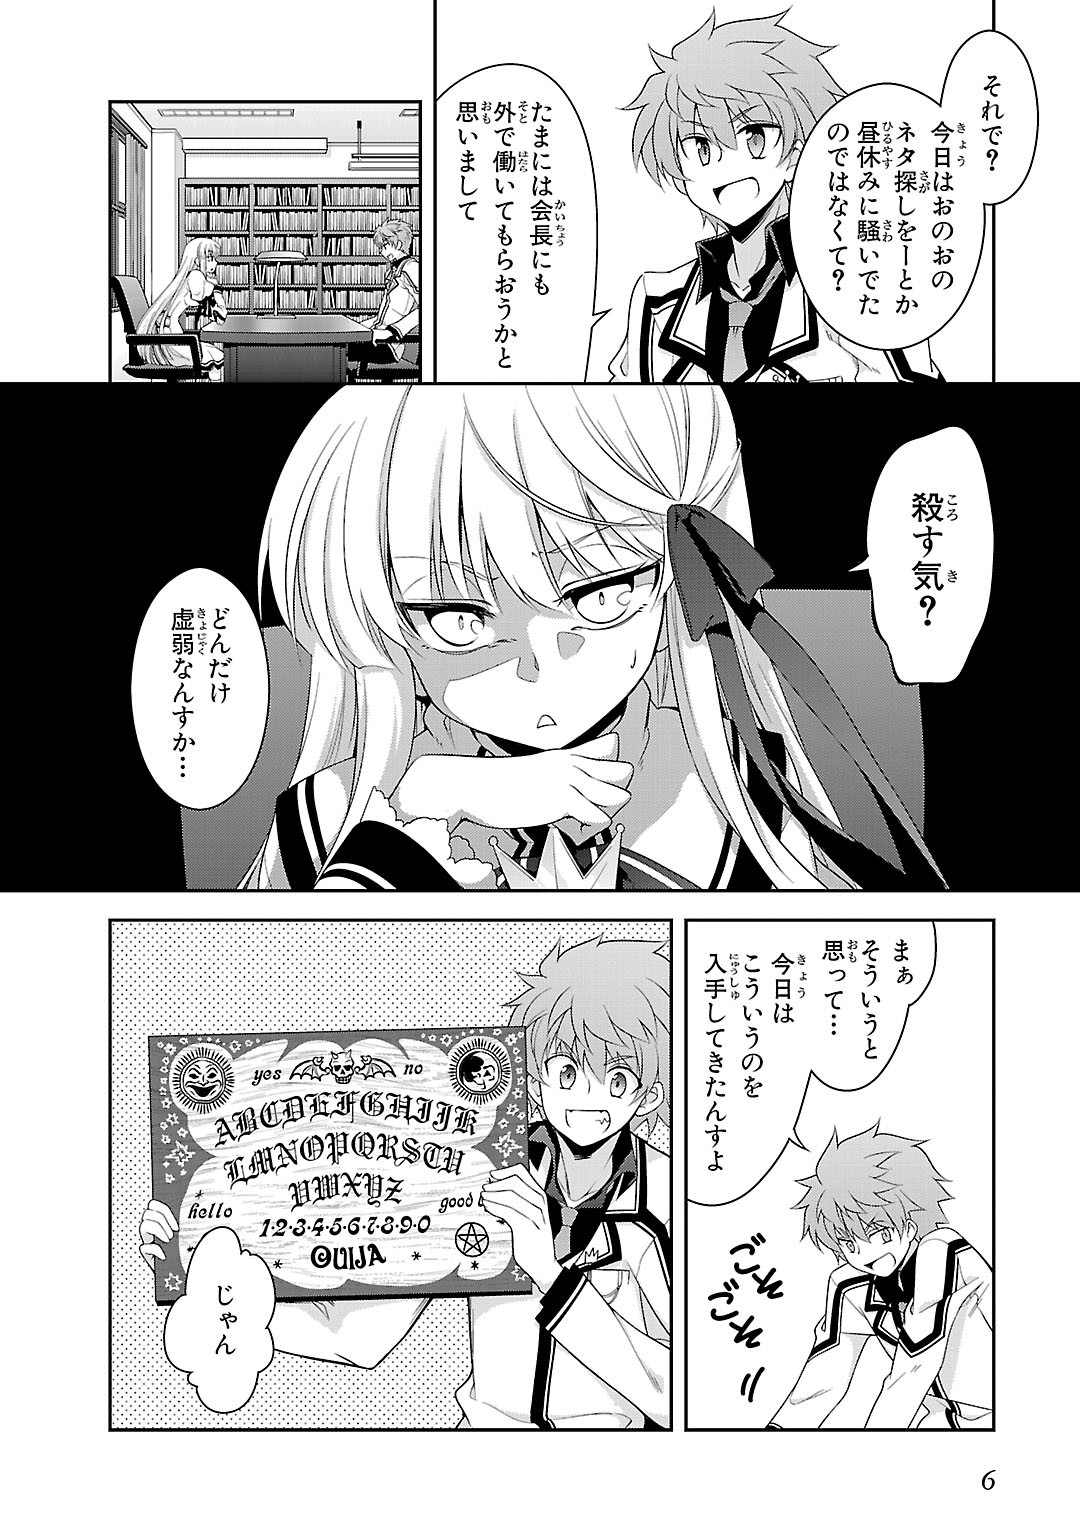 それで？
今日はおのおの
ネタ探しをーとか
昼休みに騒いでた
のではなくて？
たまには会長にも
外で働いてもらおうかと
思いまして
殺す気？
どんだけ
虚弱なんすか…
まぁ
そういうと
思って…
今日は
こういうのを
入手してきたんすよ
ごそごそ
yes no
ABCDEFGHIJK
LMNOPQRSTU
VWXYZ
hello
good
1·2·3·4·5·6·7·8·9·0
OUIJA
じゃん
6